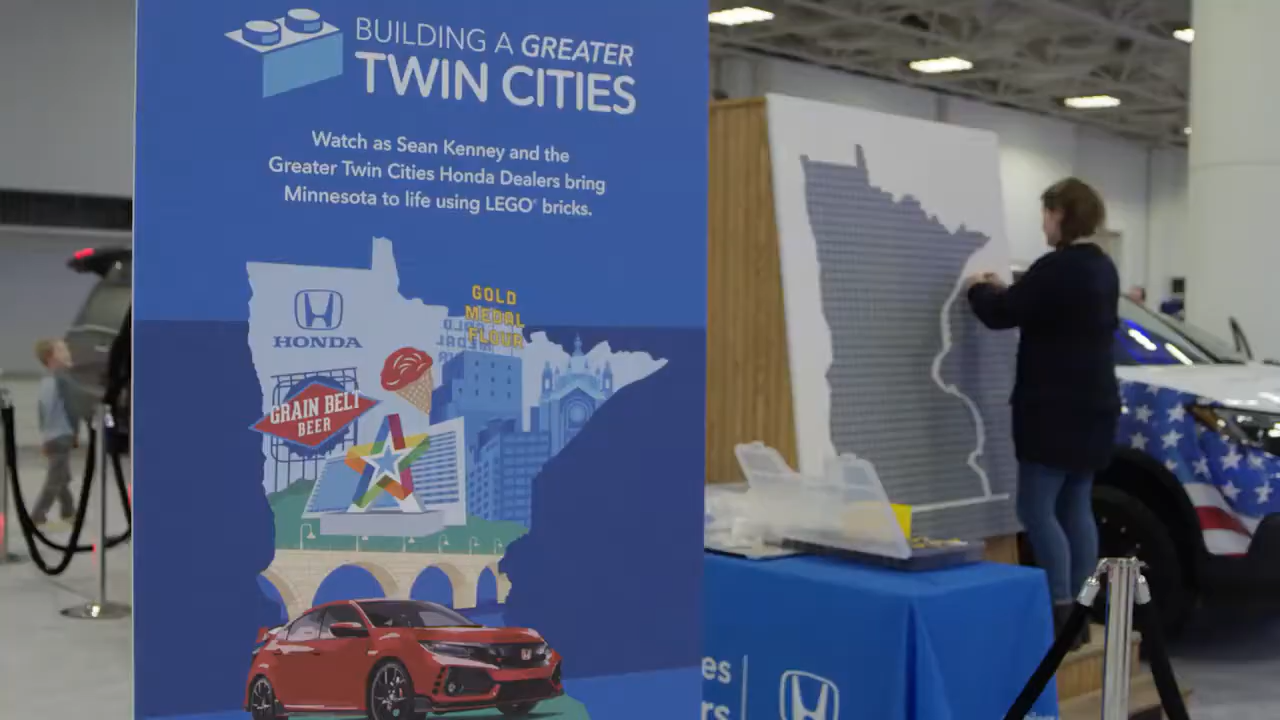 BUILDING A GREATER
TWIN CITIES
Watch as Sean Kenney and the
Greater Twin Cities Honda Dealers bring
Minnesota to life using LEGO® bricks.
GOLD
MEDAL
FLOUR
HONDA
GRAIN BELT
BEER
es
rs